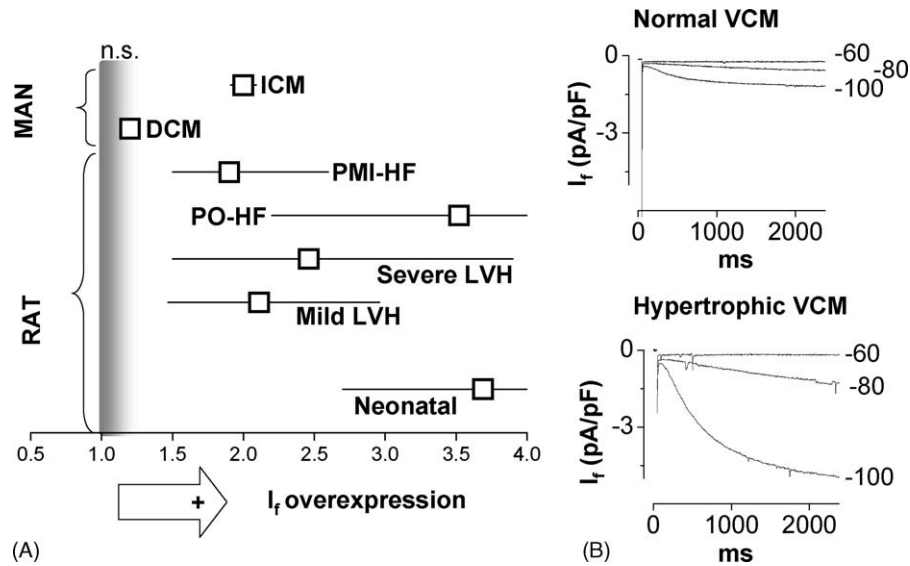 n.s.
MAN
ICM
DCM
RAT
PMI-HF
PO-HF
Severe LVH
Mild LVH
Neonatal
0.5 1.0 1.5 2.0 2.5 3.0 3.5 4.0
+
If overexpression
(A)
Normal VCM
0
-3
If (pA/pF)
-60
-80
-100
0 1000 2000
ms
Hypertrophic VCM
0
-3
If (pA/pF)
-60
-80
-100
0 1000 2000
ms
(B)